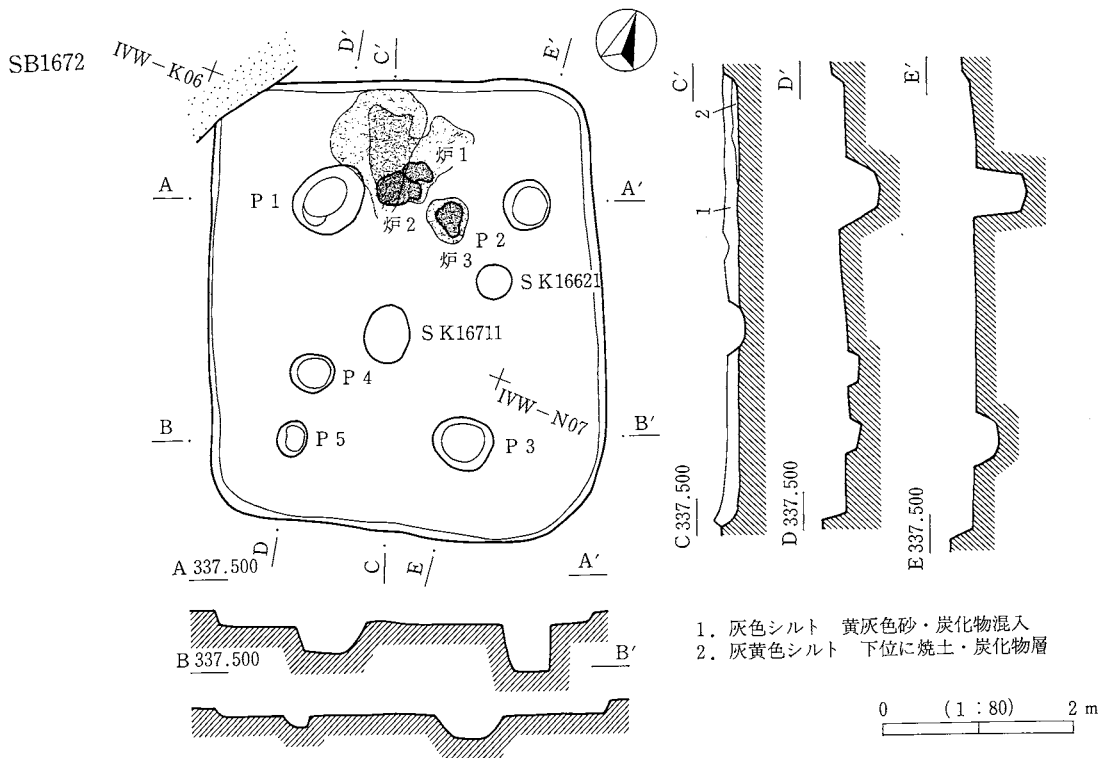 SB1672
IVW-K06
D′
C′
E′
炉1
P1
炉2
炉3
P2
A
A′
SK16621
SK16711
P4
IVW-N07
B
P5
P3
B′
D
C
E
A 337.500
A′
B 337.500
B′
C′
2
1
C 337.500
D′
D 337.500
E′
E 337.500
1. 灰色シルト 黄灰色砂・炭化物混入
2. 灰黄色シルト 下位に焼土・炭化物層
0 (1:80) 2 m